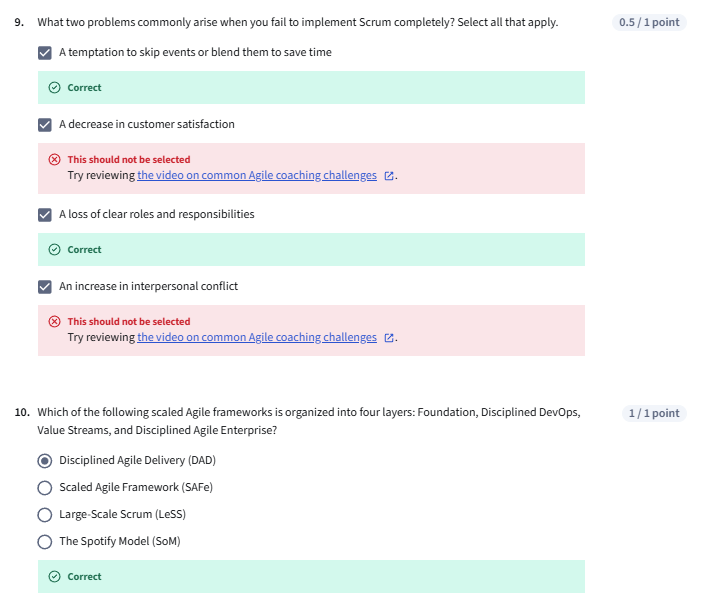 9. What two problems commonly arise when you fail to implement Scrum completely? Select all that apply.
0.5 / 1 point
A temptation to skip events or blend them to save time
Correct
A decrease in customer satisfaction
This should not be selected
Try reviewing the video on common Agile coaching challenges.
A loss of clear roles and responsibilities
Correct
An increase in interpersonal conflict
This should not be selected
Try reviewing the video on common Agile coaching challenges.
10. Which of the following scaled Agile frameworks is organized into four layers: Foundation, Disciplined DevOps,
Value Streams, and Disciplined Agile Enterprise?
1 / 1 point
Disciplined Agile Delivery (DAD)
Scaled Agile Framework (SAFe)
Large-Scale Scrum (LeSS)
The Spotify Model (SoM)
Correct